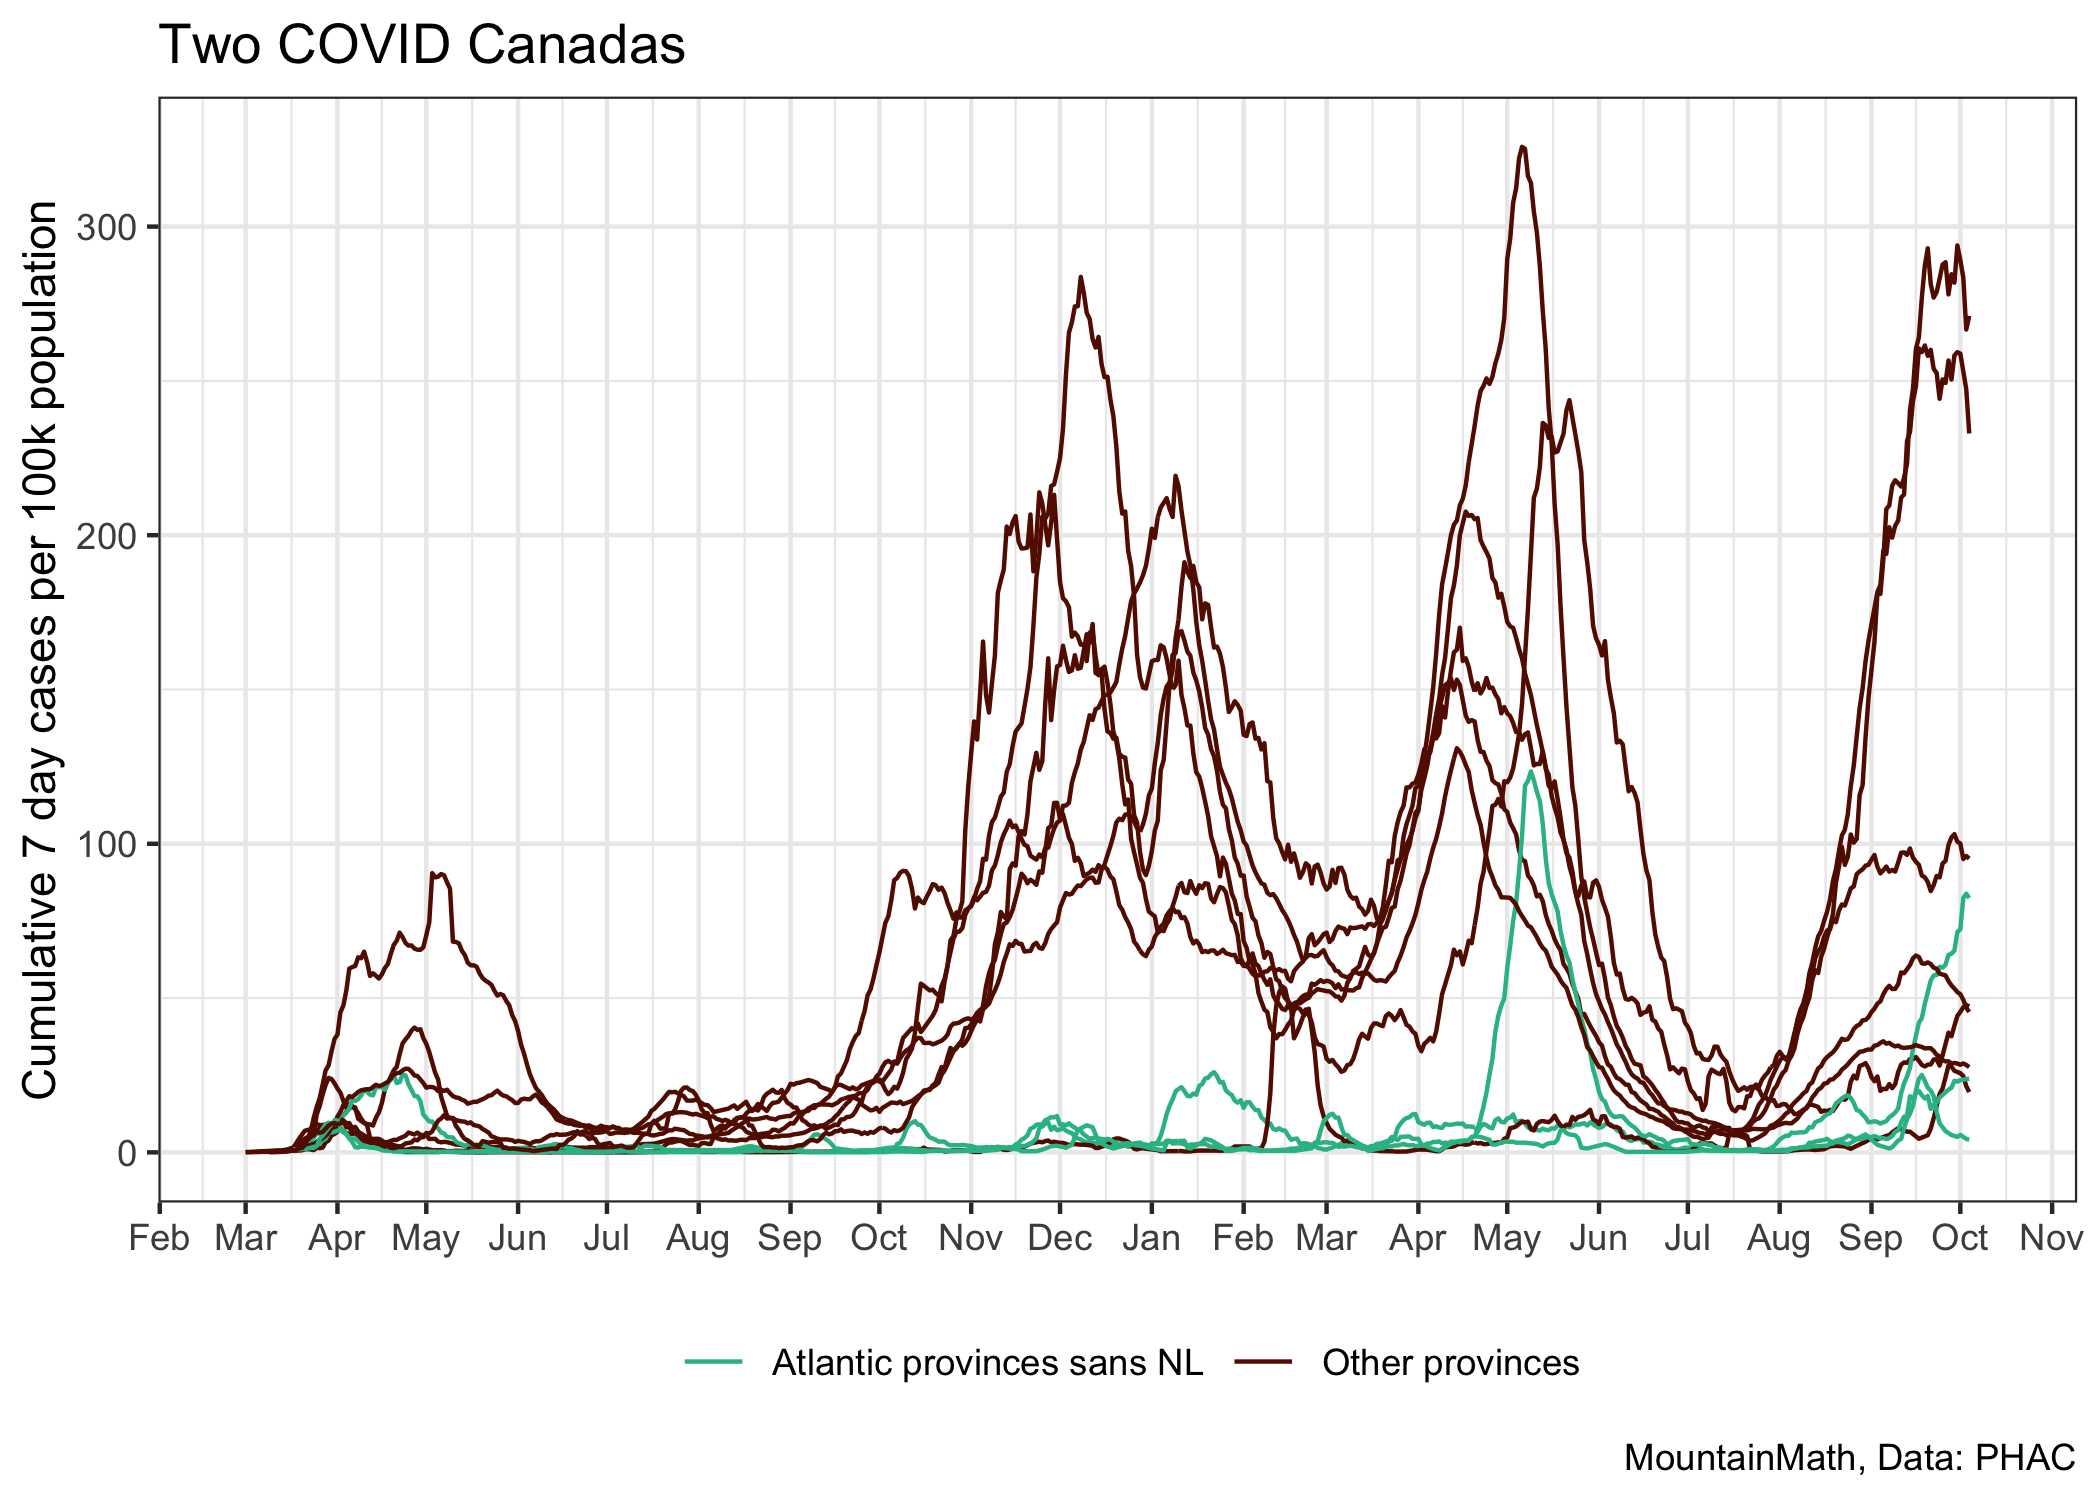 Two COVID Canadas
Cumulative 7 day cases per 100k population
300
200
100
0
Feb Mar Apr May Jun Jul Aug Sep Oct Nov Dec Jan Feb Mar Apr May Jun Jul Aug Sep Oct Nov
Atlantic provinces sans NL Other provinces
MountainMath, Data: PHAC